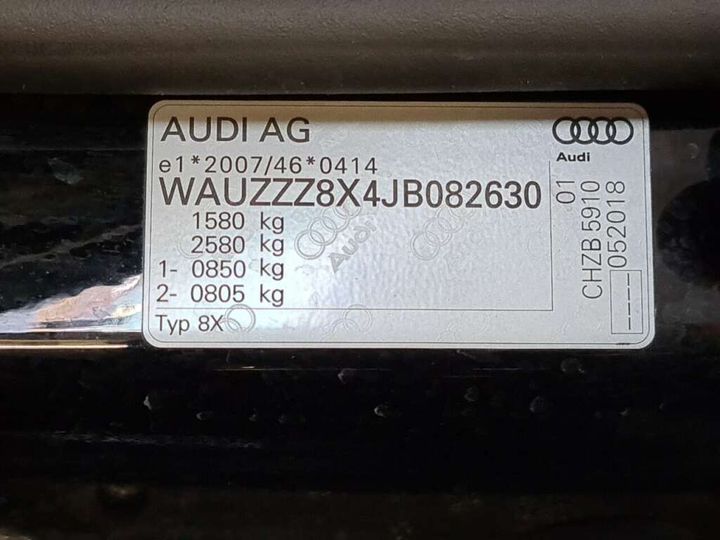 AUDI AG
Audi
e1*2007/46*0414
WAUZZZ8X4JB082630
1580 kg
2580 kg
1- 0850 kg
2- 0805 kg
Typ 8X
Audi
01
CHZB 5910
052018
-----